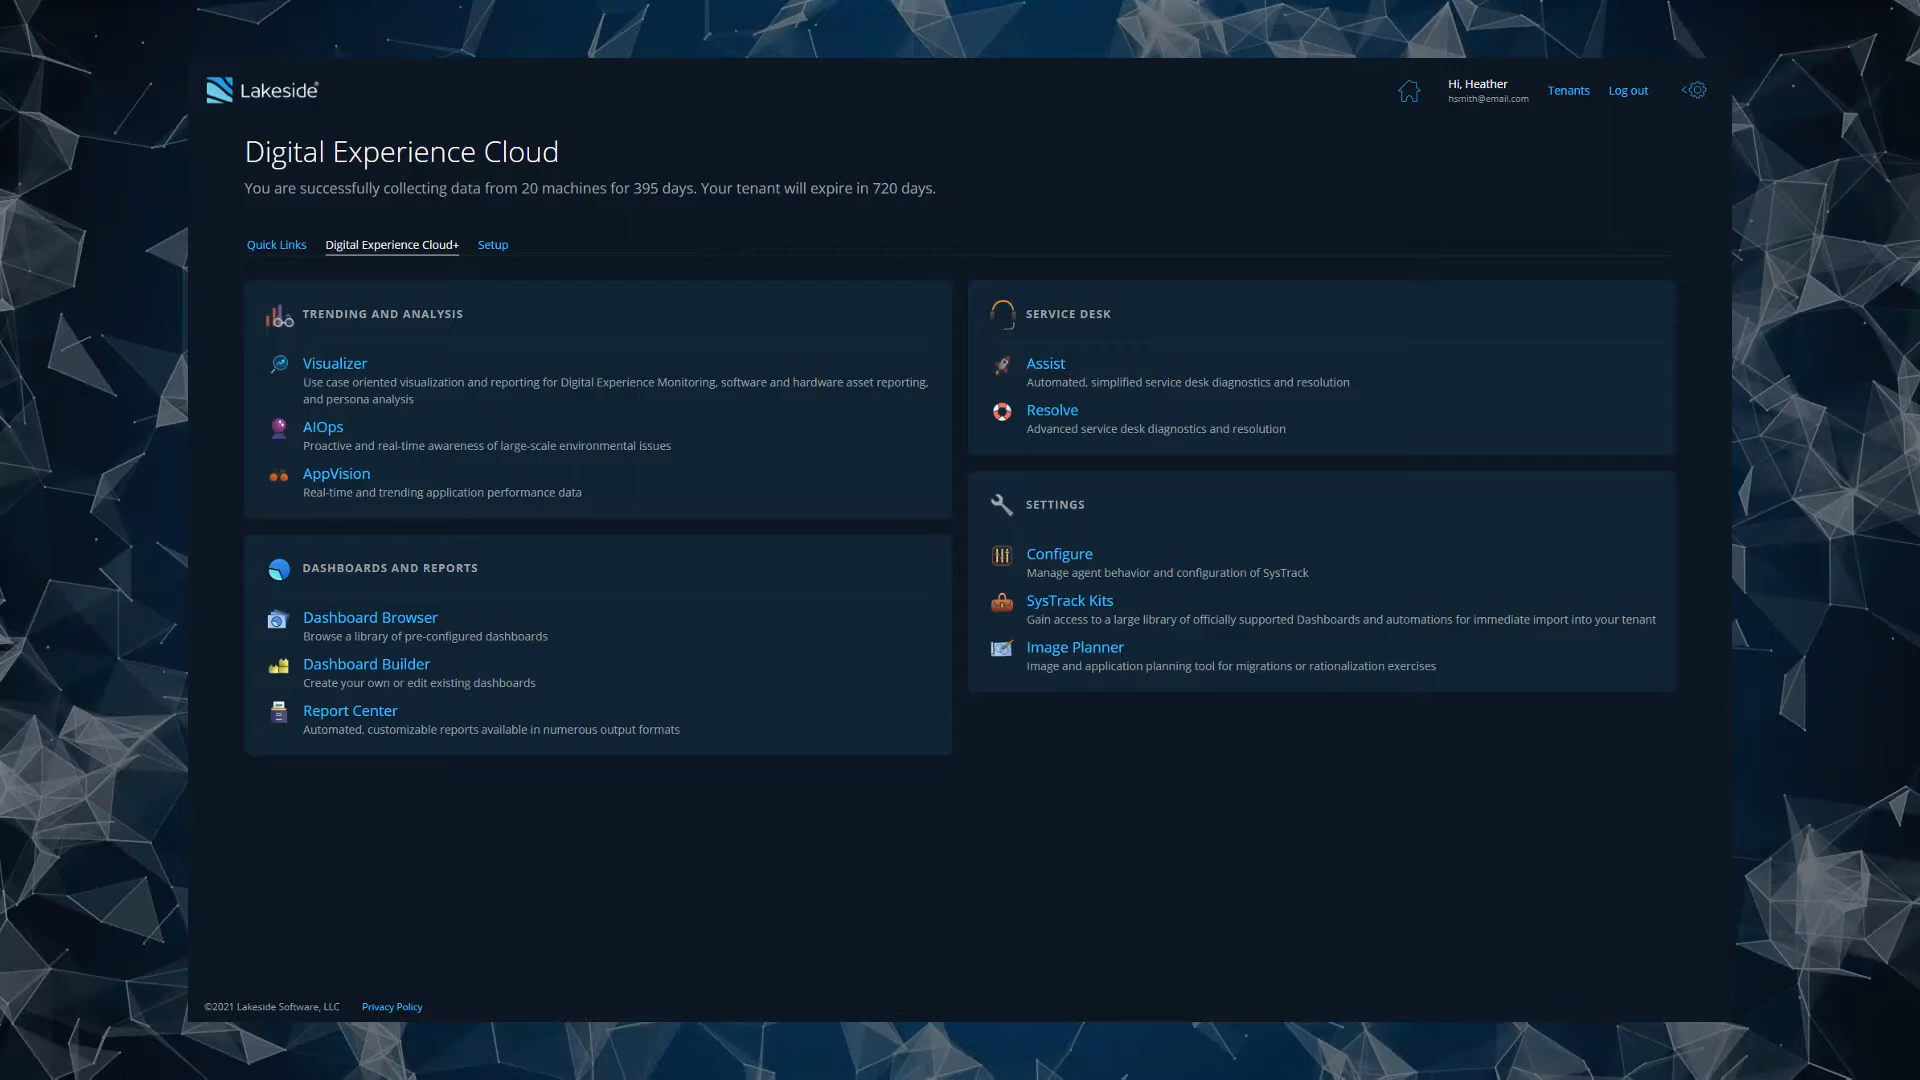 Lakeside®
Hi, Heather
hsmith@email.com
Tenants
Log out
Digital Experience Cloud
You are successfully collecting data from 20 machines for 395 days. Your tenant will expire in 720 days.
Quick Links
Digital Experience Cloud+
Setup
TRENDING AND ANALYSIS
Visualizer
Use case oriented visualization and reporting for Digital Experience Monitoring, software and hardware asset reporting,
and persona analysis
AIOps
Proactive and real-time awareness of large-scale environmental issues
AppVision
Real-time and trending application performance data
DASHBOARDS AND REPORTS
Dashboard Browser
Browse a library of pre-configured dashboards
Dashboard Builder
Create your own or edit existing dashboards
Report Center
Automated, customizable reports available in numerous output formats
SERVICE DESK
Assist
Automated, simplified service desk diagnostics and resolution
Resolve
Advanced service desk diagnostics and resolution
SETTINGS
Configure
Manage agent behavior and configuration of SysTrack
SysTrack Kits
Gain access to a large library of officially supported Dashboards and automations for immediate import into your tenant
Image Planner
Image and application planning tool for migrations or rationalization exercises
©2021 Lakeside Software, LLC
Privacy Policy